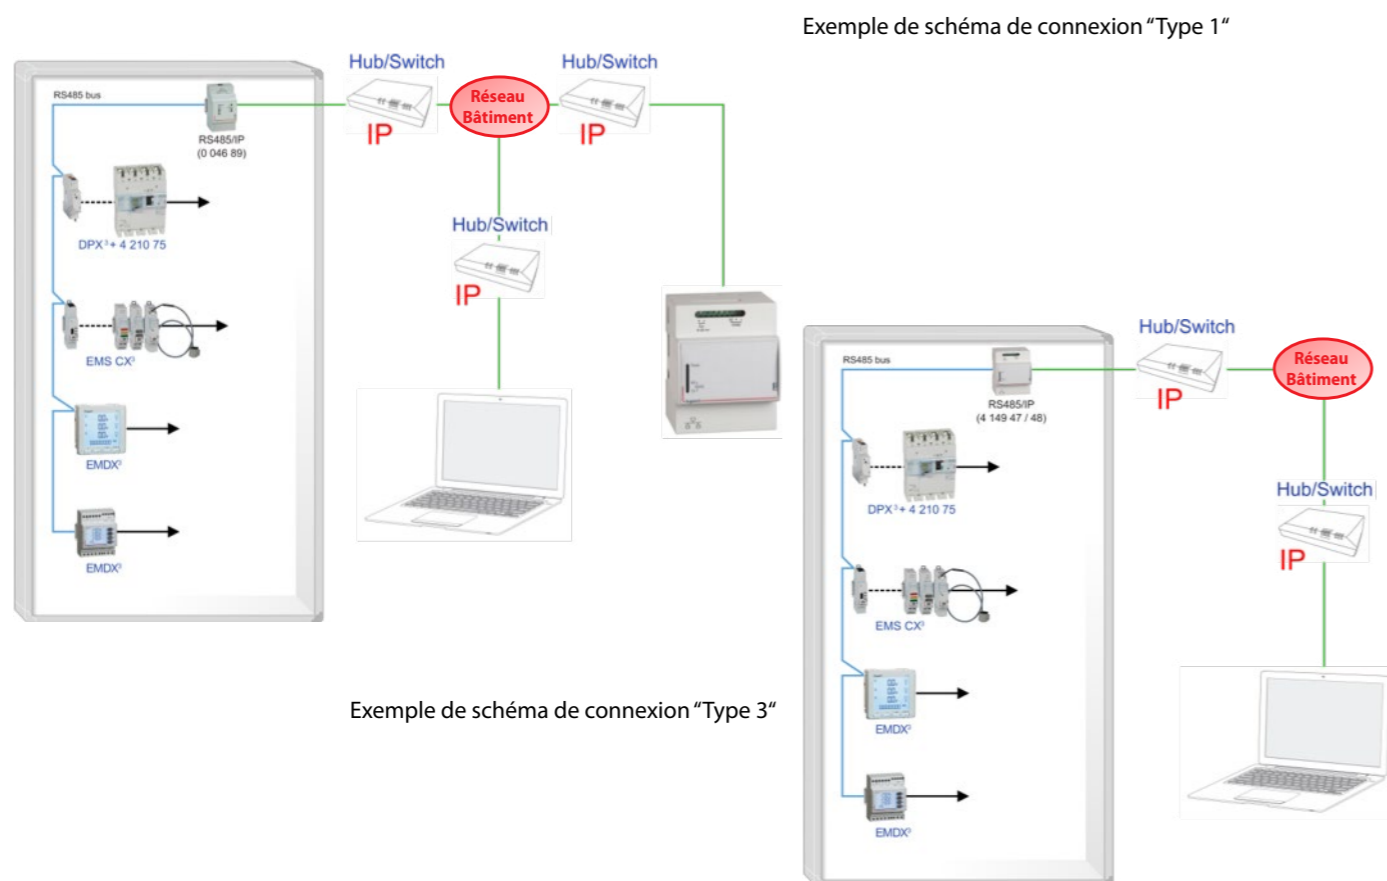 Exemple de schéma de connexion “Type 1“
Hub/Switch
IP
Réseau
Bâtiment
Hub/Switch
IP
RS485 bus
RS485/IP
(0 046 89)
DPX³+ 4 210 75
Hub/Switch
IP
EMS CX³
EMDX³
EMDX³
Exemple de schéma de connexion “Type 3“
RS485 bus
RS485/IP
(4 149 47 / 48)
Hub/Switch
IP
Réseau
Bâtiment
DPX³+ 4 210 75
Hub/Switch
IP
EMS CX³
EMDX³
EMDX³